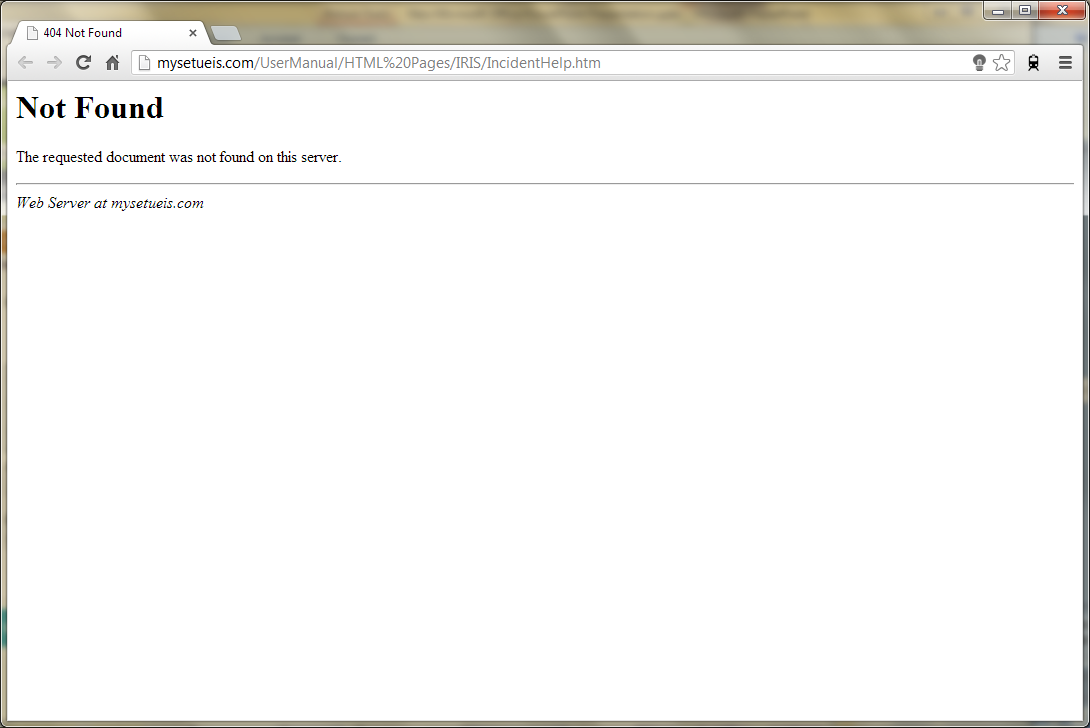 404 Not Found
mysetueis.com/UserManual/HTML%20Pages/IRIS/IncidentHelp.htm
Not Found
The requested document was not found on this server.
Web Server at mysetueis.com